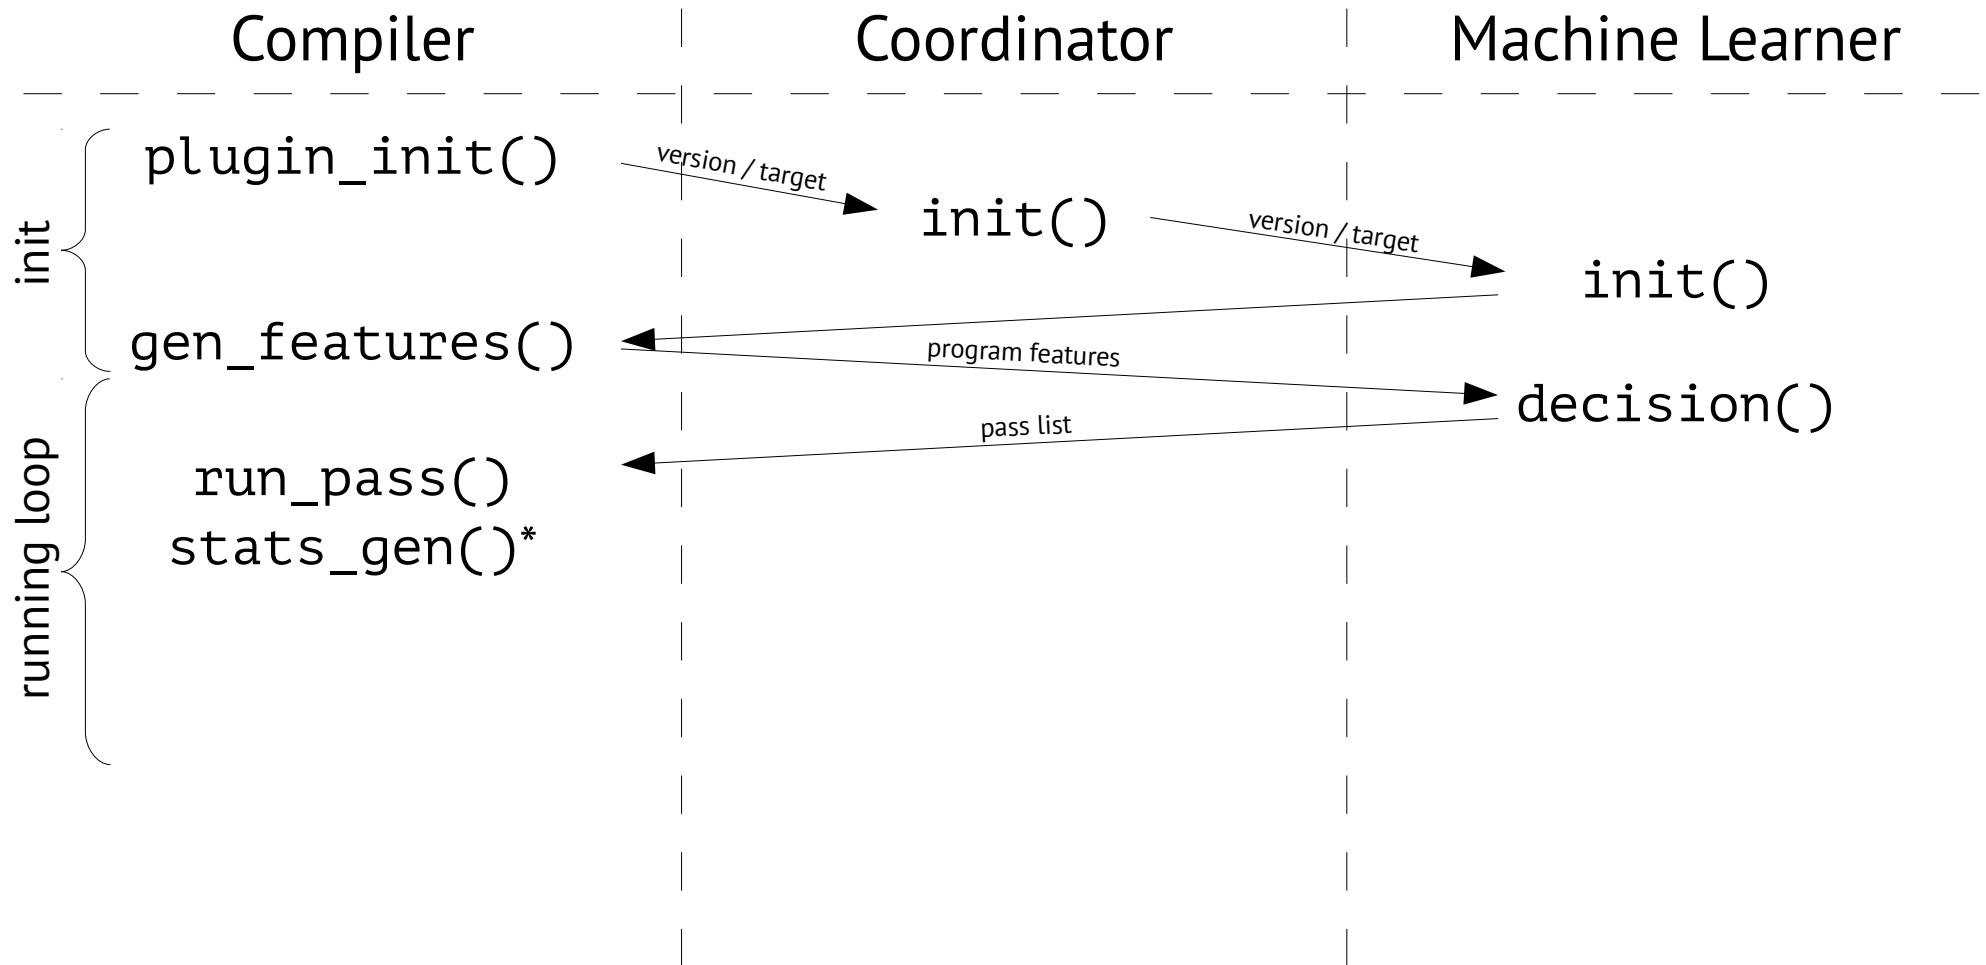 Compiler
Coordinator
Machine Learner
init
plugin_init()
version / target
init()
version / target
init()
gen_features()
program features
decision()
pass list
running loop
run_pass()
stats_gen()*